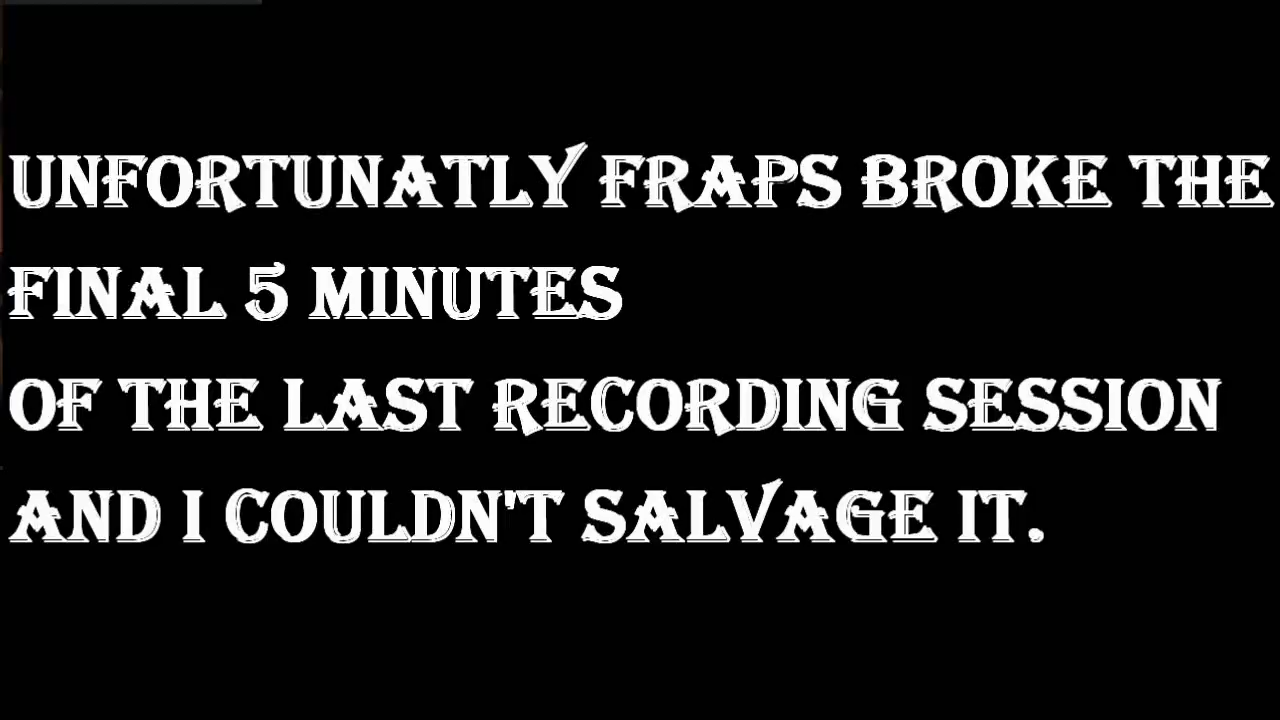 UNFORTUNATLY FRAPS BROKE THE
FINAL 5 MINUTES
OF THE LAST RECORDING SESSION
AND I COULDN'T SALVAGE IT.